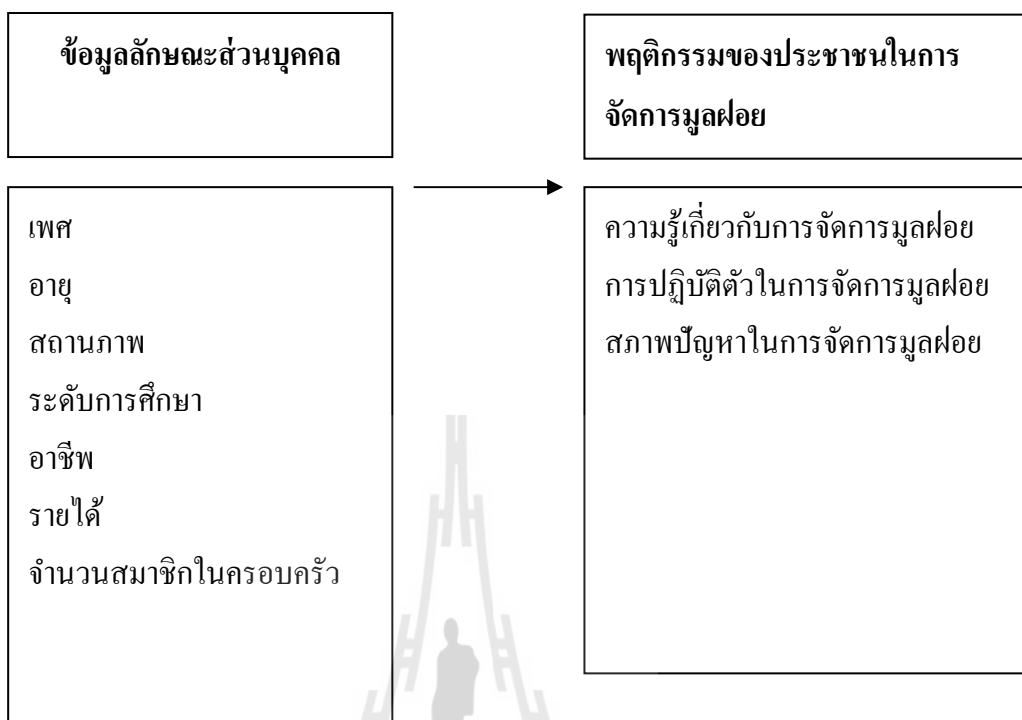 ข้อมูลลักษณะส่วนบุคคล
พฤติกรรมของประชาชนในการ
จัดการมูลฝอย
เพศ
อายุ
สถานภาพ
ระดับการศึกษา
อาชีพ
รายได้
จำนวนสมาชิกในครอบครัว
ความรู้เกี่ยวกับการจัดการมูลฝอย
การปฏิบัติตัวในการจัดการมูลฝอย
สภาพปัญหาในการจัดการมูลฝอย